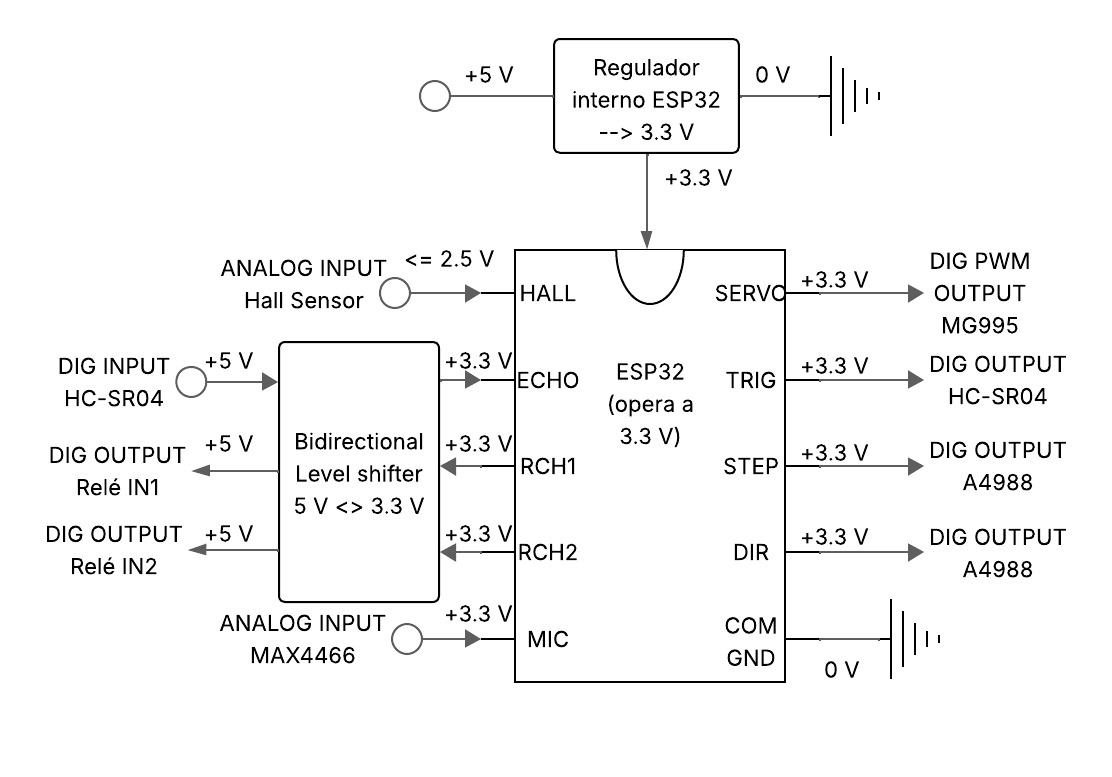 +5 V
Regulador
interno ESP32
--> 3.3 V
0 V
+3.3 V
ANALOG INPUT
Hall Sensor
<= 2.5 V
HALL
DIG INPUT
HC-SR04
+5 V
+3.3 V
ECHO
DIG OUTPUT
Relé IN1
+5 V
Bidirectional
Level shifter
5 V <> 3.3 V
+3.3 V
RCH1
DIG OUTPUT
Relé IN2
+5 V
+3.3 V
RCH2
ANALOG INPUT
MAX4466
+3.3 V
MIC
ESP32
(opera a
3.3 V)
SERVO
+3.3 V
DIG PWM
OUTPUT
MG995
TRIG
+3.3 V
DIG OUTPUT
HC-SR04
STEP
+3.3 V
DIG OUTPUT
A4988
DIR
+3.3 V
DIG OUTPUT
A4988
COM
GND
0 V